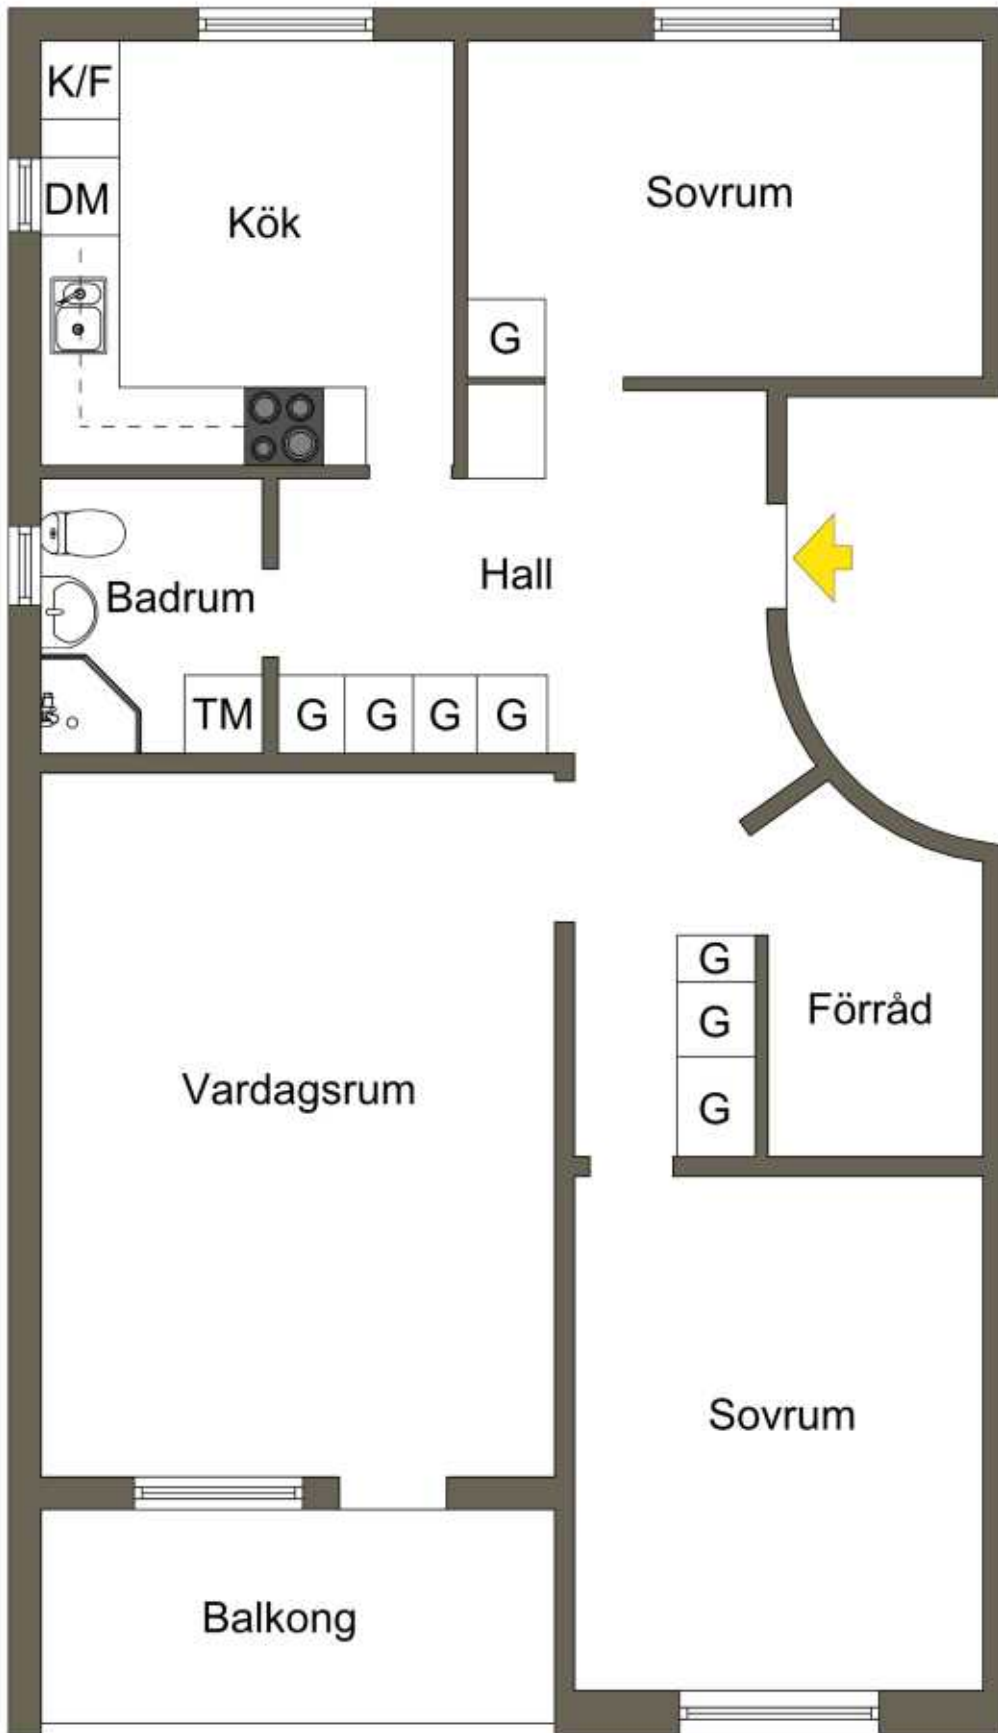 K/F
DM
Kök
Sovrum
G
Hall
Badrum
TM
G
G
G
G
G
G
G
Förråd
Vardagsrum
Sovrum
Balkong